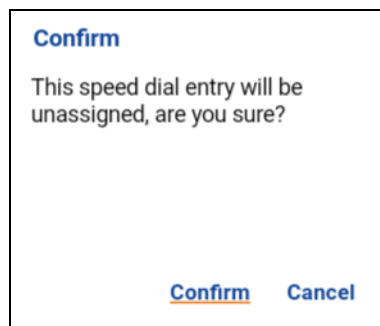 Confirm
This speed dial entry will be
unassigned, are you sure?
Confirm Cancel